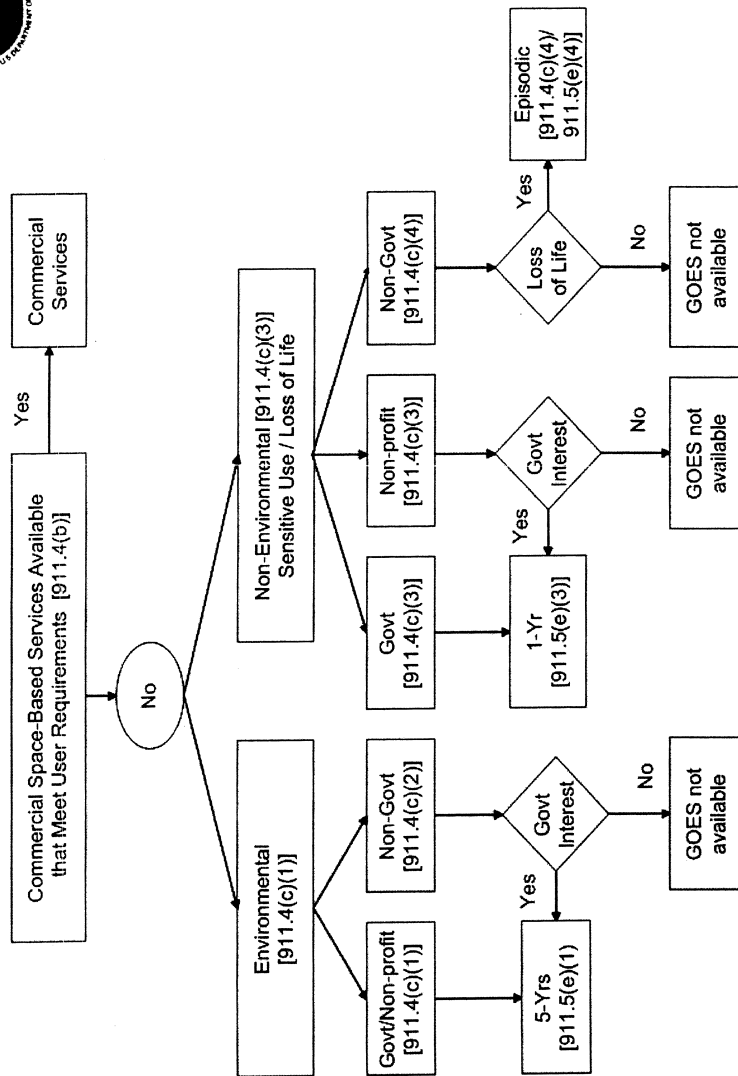 U S DEPARTMENT OF
Commercial Space-Based Services Available
that Meet User Requirements [911.4(b)]
Yes
Commercial
Services
No
Environmental
[911.4(c)(1)]
Non-Environmental [911.4(c)(3)]
Sensitive Use / Loss of Life
Govt/Non-profit
[911.4(c)(1)]
Non-Govt
[911.4(c)(2)]
Govt
[911.4(c)(3)]
Non-profit
[911.4(c)(3)]
Non-Govt
[911.4(c)(4)]
5-Yrs
[911.5(e)(1)
Yes
Govt
Interest
1-Yr
[911.5(e)(3)]
Yes
Govt
Interest
Loss
of Life
Yes
Episodic
[911.4(c)(4)/
911.5(e)(4)]
No
No
No
GOES not
available
GOES not
available
GOES not
available